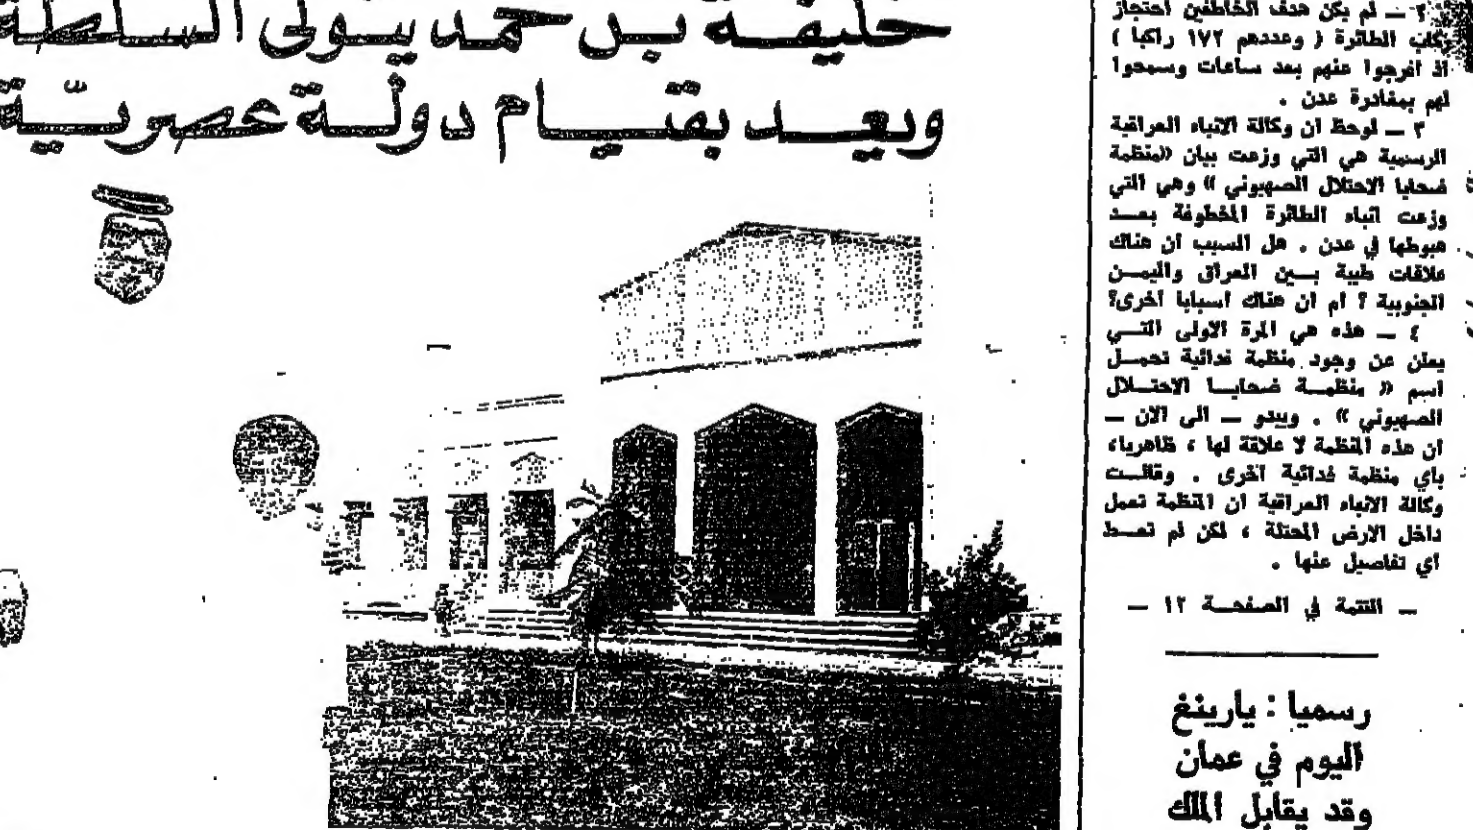 خليفة بن حمد يتولى السلطة
ويعد بقيام دولة عصرية
٢ — لم يكن هدف الخاطفين احتجاز
ركاب الطائرة ( وعددهم ١٧٢ راكبا )
اذ افرجوا عنهم بعد ساعات وسمحوا
لهم بمغادرة عدن .
٣ — لوحظ ان وكالة الانباء العراقية
الرسمية هي التي وزعت بيان «منظمة
ضحايا الاحتلال الصهيوني » وهي التي
وزعت انباء الطائرة المخطوفة بعد
هبوطها في عدن . هل السبب ان هناك
علاقات طيبة بين العراق واليمن
الجنوبية ؟ ام ان هناك اسبابا اخرى؟
٤ — هذه هي المرة الاولى التي
يعلن عن وجود منظمة فدائية تحمل
اسم « منظمة ضحايا الاحتلال
الصهيوني » . ويبدو — الى الان —
ان هذه المنظمة لا علاقة لها ، ظاهريا،
باي منظمة فدائية اخرى . وقالت
وكالة الانباء العراقية ان المنظمة تعمل
داخل الارض المحتلة ، لكن لم تعط
اي تفاصيل عنها .
— التتمة في الصفحة ١٢ —
رسميا : يارينغ
اليوم في عمان
وقد يقابل الملك